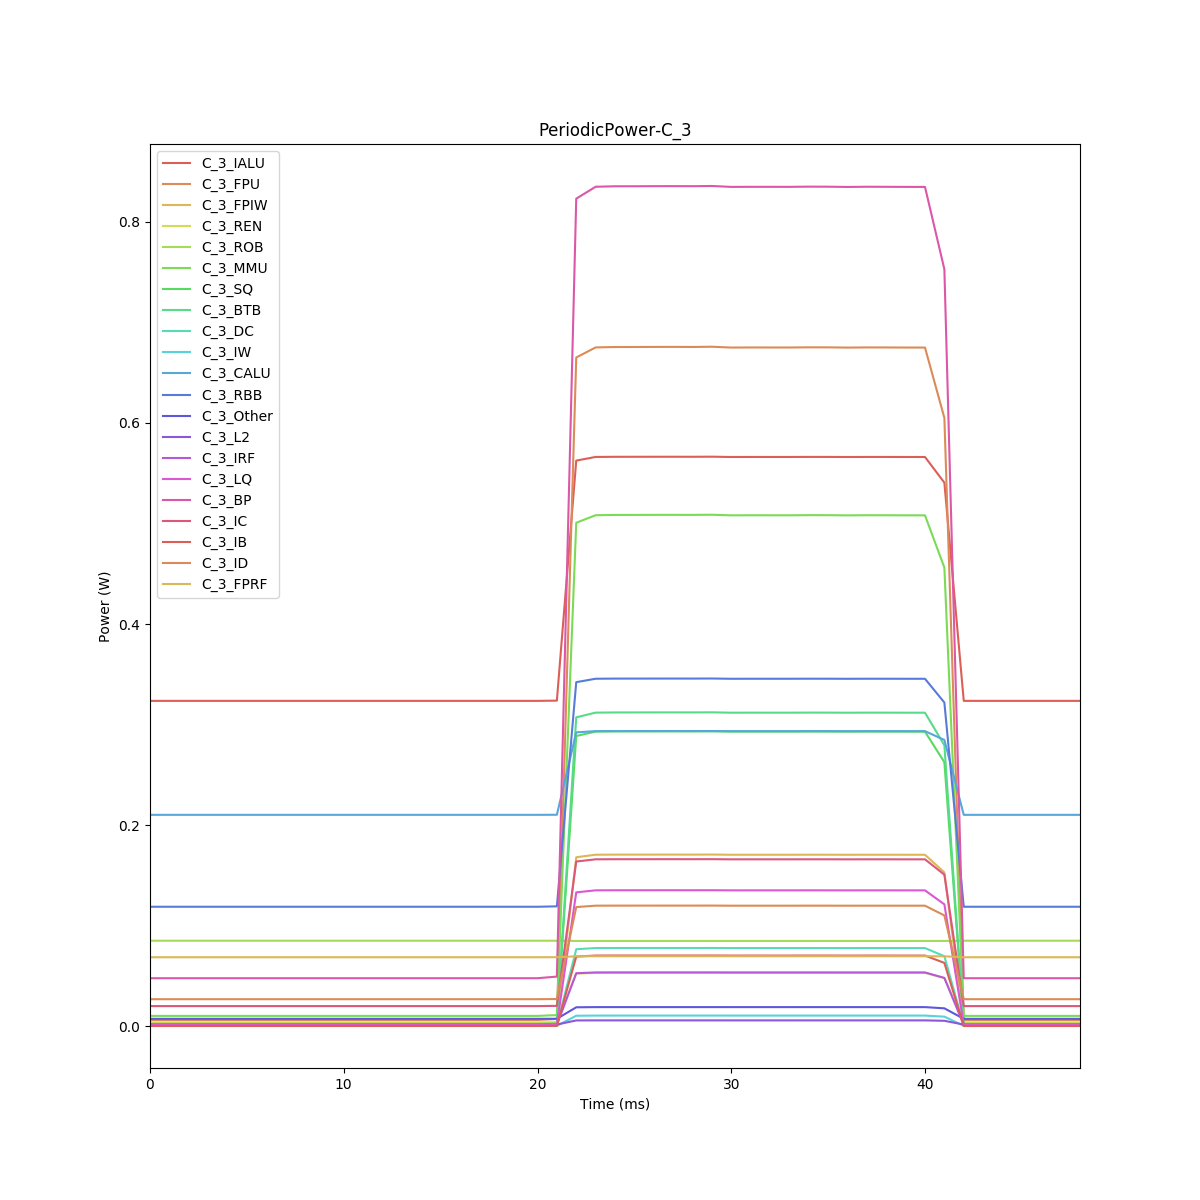 PeriodicPower-C_3
C_3_IALU
C_3_FPU
C_3_FPIW
C_3_REN
C_3_ROB
C_3_MMU
C_3_SQ
C_3_BTB
C_3_DC
C_3_IW
C_3_CALU
C_3_RBB
C_3_Other
C_3_L2
C_3_IRF
C_3_LQ
C_3_BP
C_3_IC
C_3_IB
C_3_ID
C_3_FPRF
0.8
0.6
0.4
0.2
0.0
Power (W)
0 10 20 30 40
Time (ms)